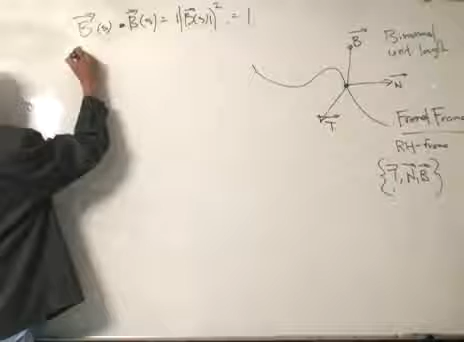 B⃗(s) • B⃗(s) = ||B⃗(s)||² = 1
B⃗
N⃗
T⃗
Binormal
unit length
Frenet Frame
RH-frame
{T⃗, N⃗, B⃗}